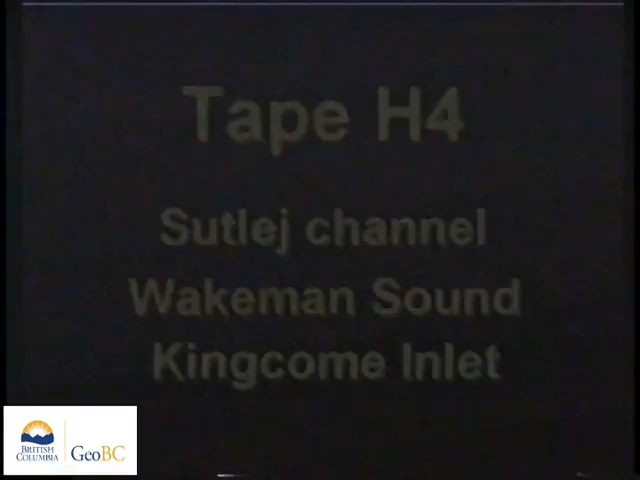 Tape H4
Sutlej channel
Wakeman Sound
Kingcome Inlet
BRITISH
COLUMBIA
GeoBC